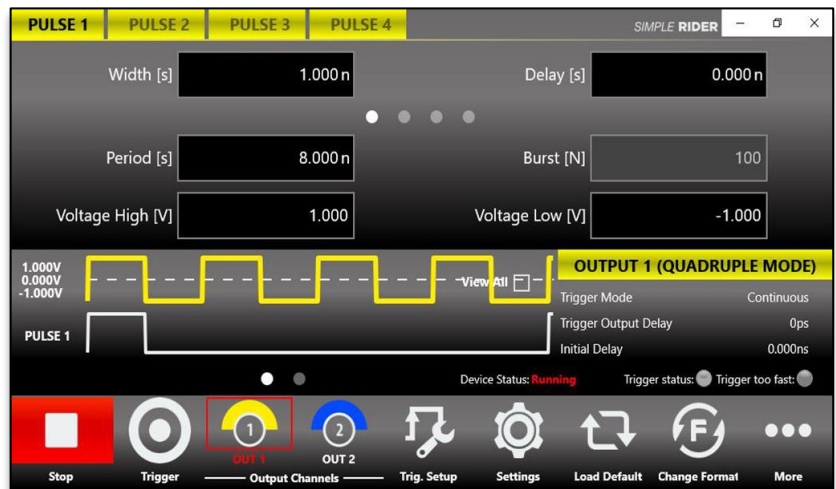 PULSE 1 PULSE 2 PULSE 3 PULSE 4 SIMPLE RIDER
Width [s] 1.000 n Delay [s] 0.000 n
Period [s] 8.000 n Burst [N] 100
Voltage High [V] 1.000 Voltage Low [V] -1.000
1.000V
0.000V
-1.000V
View All
PULSE 1
OUTPUT 1 (QUADRUPLE MODE)
Trigger Mode Continuous
Trigger Output Delay 0ps
Initial Delay 0.000ns
Device Status: Running Trigger status: Trigger too fast:
1 2 F
OUT 1 OUT 2
Stop Trigger Output Channels Trig. Setup Settings Load Default Change Format More